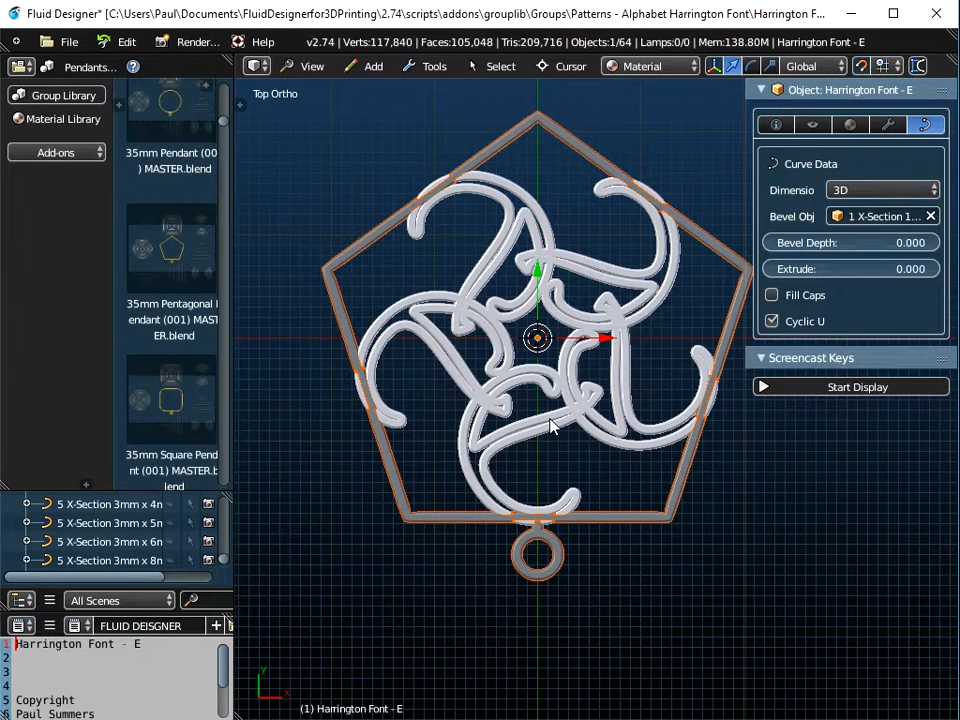 Fluid Designer* [C:\Users\Paul\Documents\FluidDesignerfor3DPrinting\2.74\scripts\addons\grouplib\Groups\Patterns - Alphabet Harrington Font\Harrington F...
File Edit Render... Help v2.74 | Verts:117,840 | Faces:105,048 | Tris:209,716 | Objects:1/64 | Lamps:0/0 | Mem:138.80M | Harrington Font - E
Pendants... View Add Tools Select Cursor Material Global
Group Library
Material Library
Add-ons
35mm Pendant (00
) MASTER.blend
35mm Pentagonal
endant (001) MAST
ER.blend
35mm Square Pend
nt (001) MASTER.b
lend
5 X-Section 3mm x 4n
5 X-Section 3mm x 5n
5 X-Section 3mm x 6n
5 X-Section 3mm x 8n
All Scenes
FLUID DEISGNER
1 Harrington Font - E
2
3
4
5 Copyright
6 Paul Summers
Top Ortho
y
x
(1) Harrington Font - E
Object: Harrington Font - E
Curve Data
Dimensio 3D
Bevel Obj 1 X-Section 1...
Bevel Depth: 0.000
Extrude: 0.000
Fill Caps
Cyclic U
Screencast Keys
Start Display